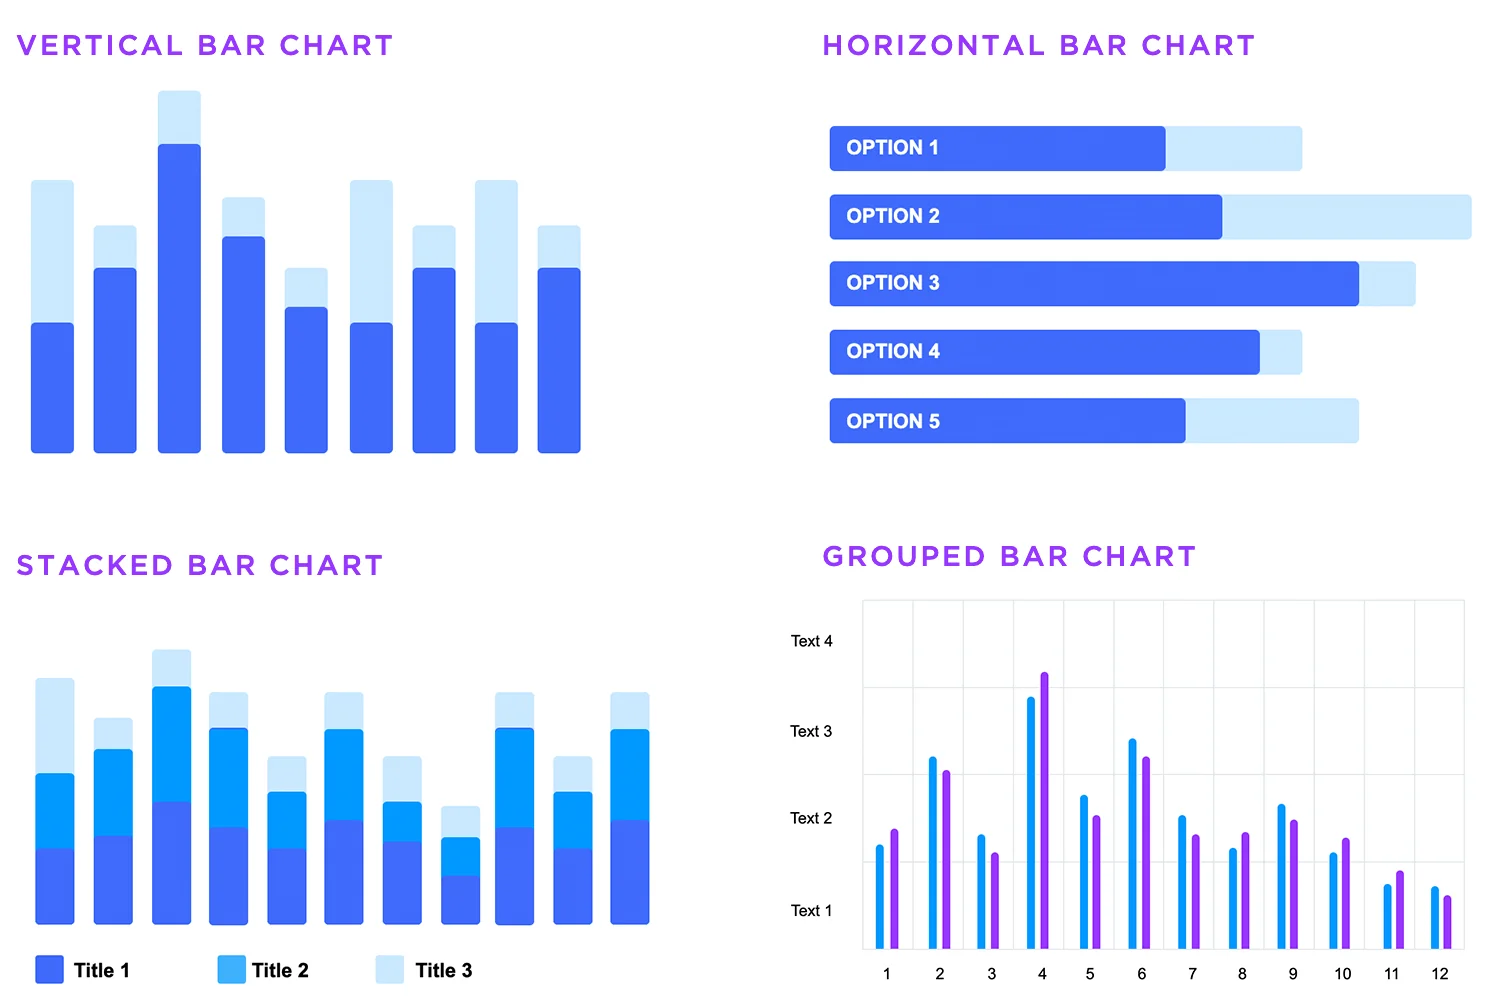 VERTICAL BAR CHART
HORIZONTAL BAR CHART
OPTION 1
OPTION 2
OPTION 3
OPTION 4
OPTION 5
STACKED BAR CHART
Title 1 Title 2 Title 3
GROUPED BAR CHART
Text 4
Text 3
Text 2
Text 1
1 2 3 4 5 6 7 8 9 10 11 12